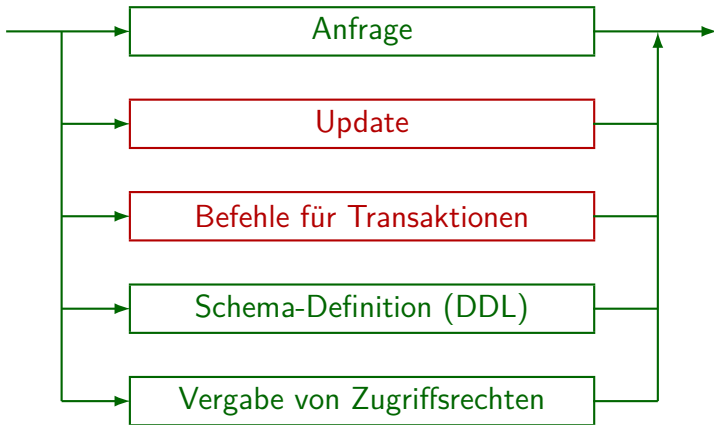 Anfrage
Update
Befehle für Transaktionen
Schema-Definition (DDL)
Vergabe von Zugriffsrechten